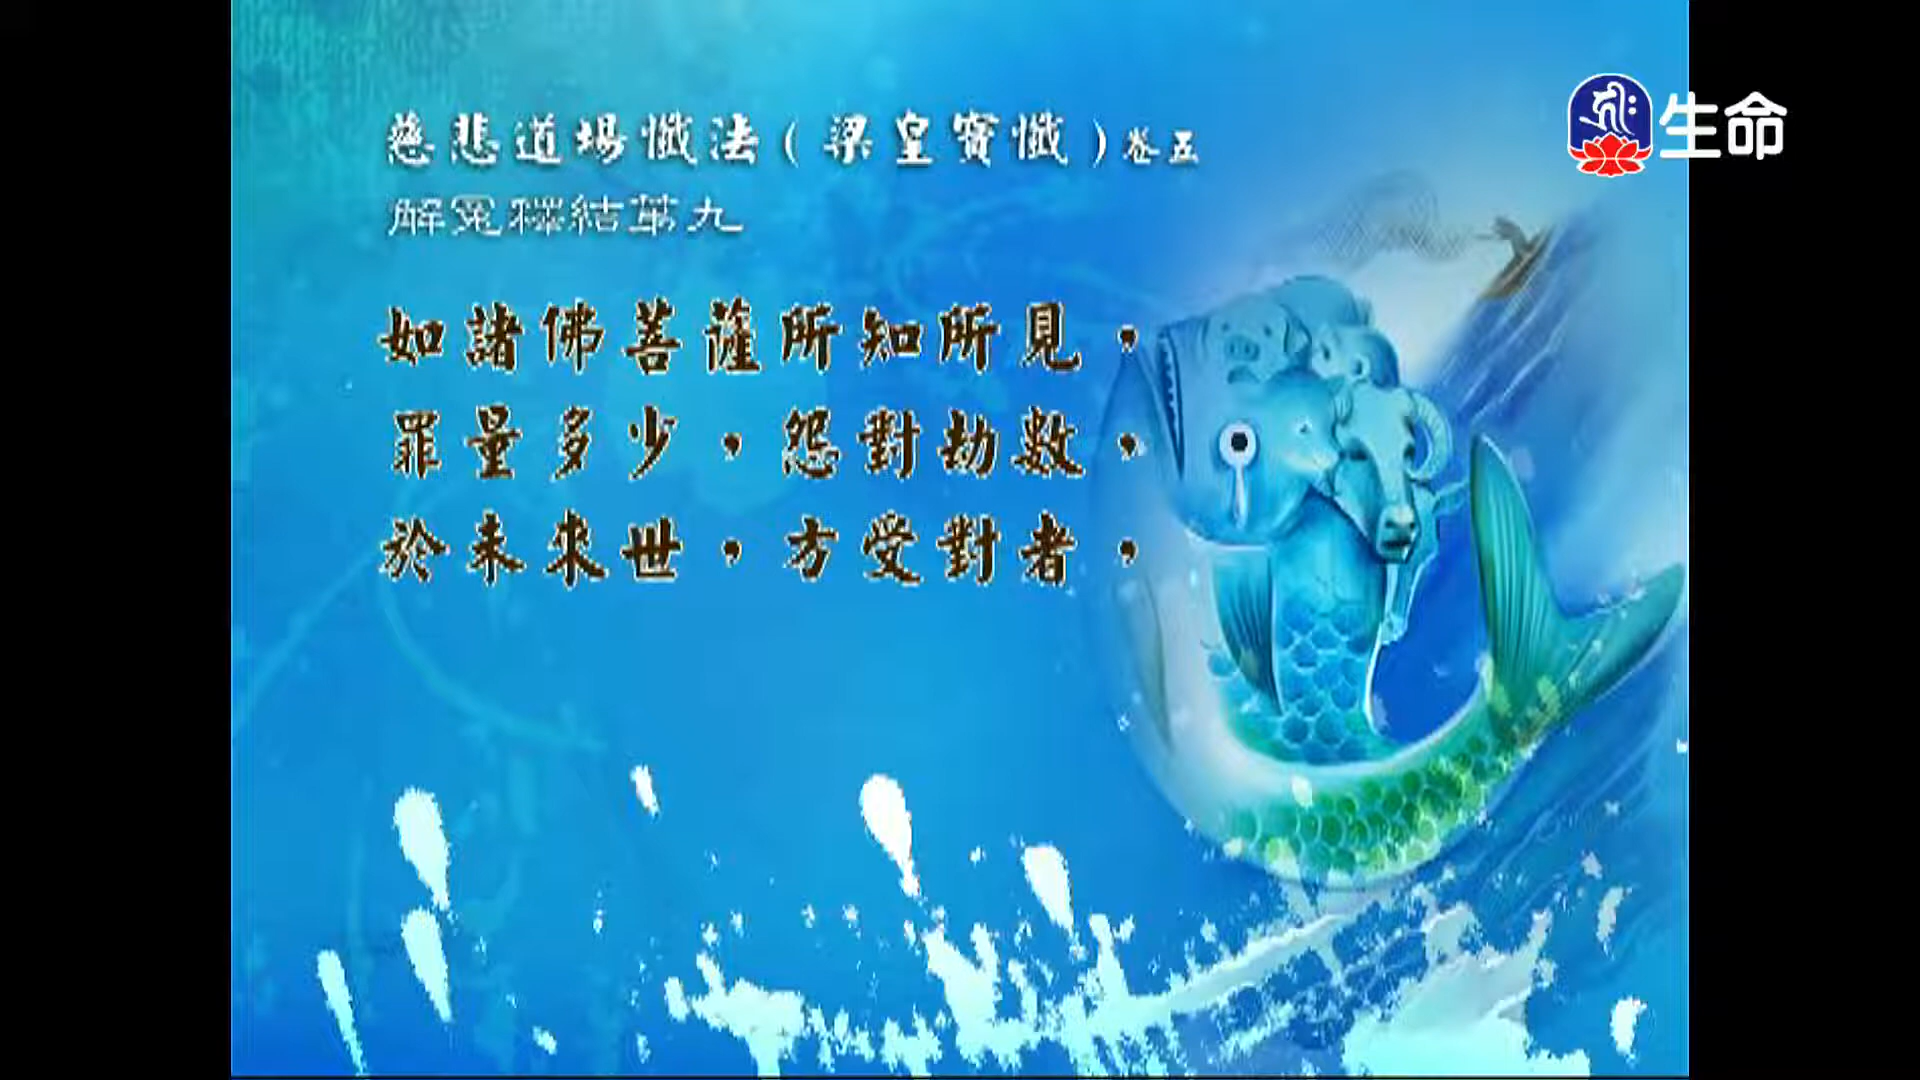 慈悲道場懺法(梁皇寶懺)卷五
生命
解冤釋結第九
如諸佛菩薩所知所見，
罪量多少，怨對劫數，
於未來世，方受對者，